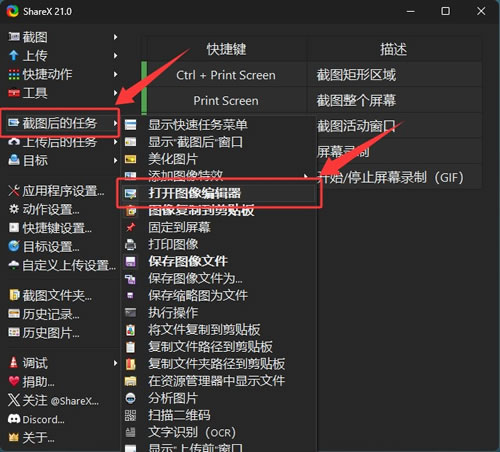 ShareX 21.0
截图
上传
快捷动作
工具
截图后的任务
上传后的任务
目标
应用程序设置...
动作设置...
快捷键设置...
目标设置...
自定义上传设置...
截图文件夹...
历史记录...
历史图片...
调试
捐助...
关注 @ShareX...
Discord...
关于...
快捷键 描述
Ctrl + Print Screen 截图矩形区域
Print Screen 截图整个屏幕
截图活动窗口
屏幕录制
开始/停止屏幕录制（GIF）
显示快速任务菜单
显示"截图后"窗口
美化图片
添加图像特效
打开图像编辑器
图像复制到剪贴板
固定到屏幕
打印图像
保存图像文件
保存图像文件为...
保存缩略图为文件
执行操作
将文件复制到剪贴板
复制文件路径到剪贴板
复制文件夹路径到剪贴板
在资源管理器中显示文件
分析图片
扫描二维码
文字识别（OCR）
显示"上传前"窗口